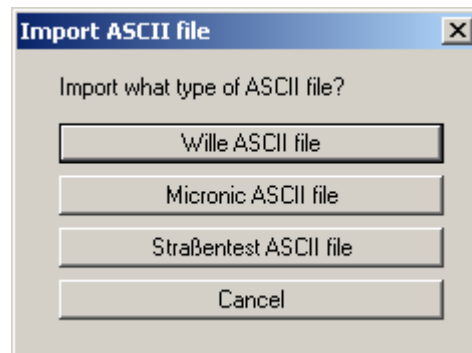 Import ASCII file
Import what type of ASCII file?
Wille ASCII file
Micronic ASCII file
Straßentest ASCII file
Cancel